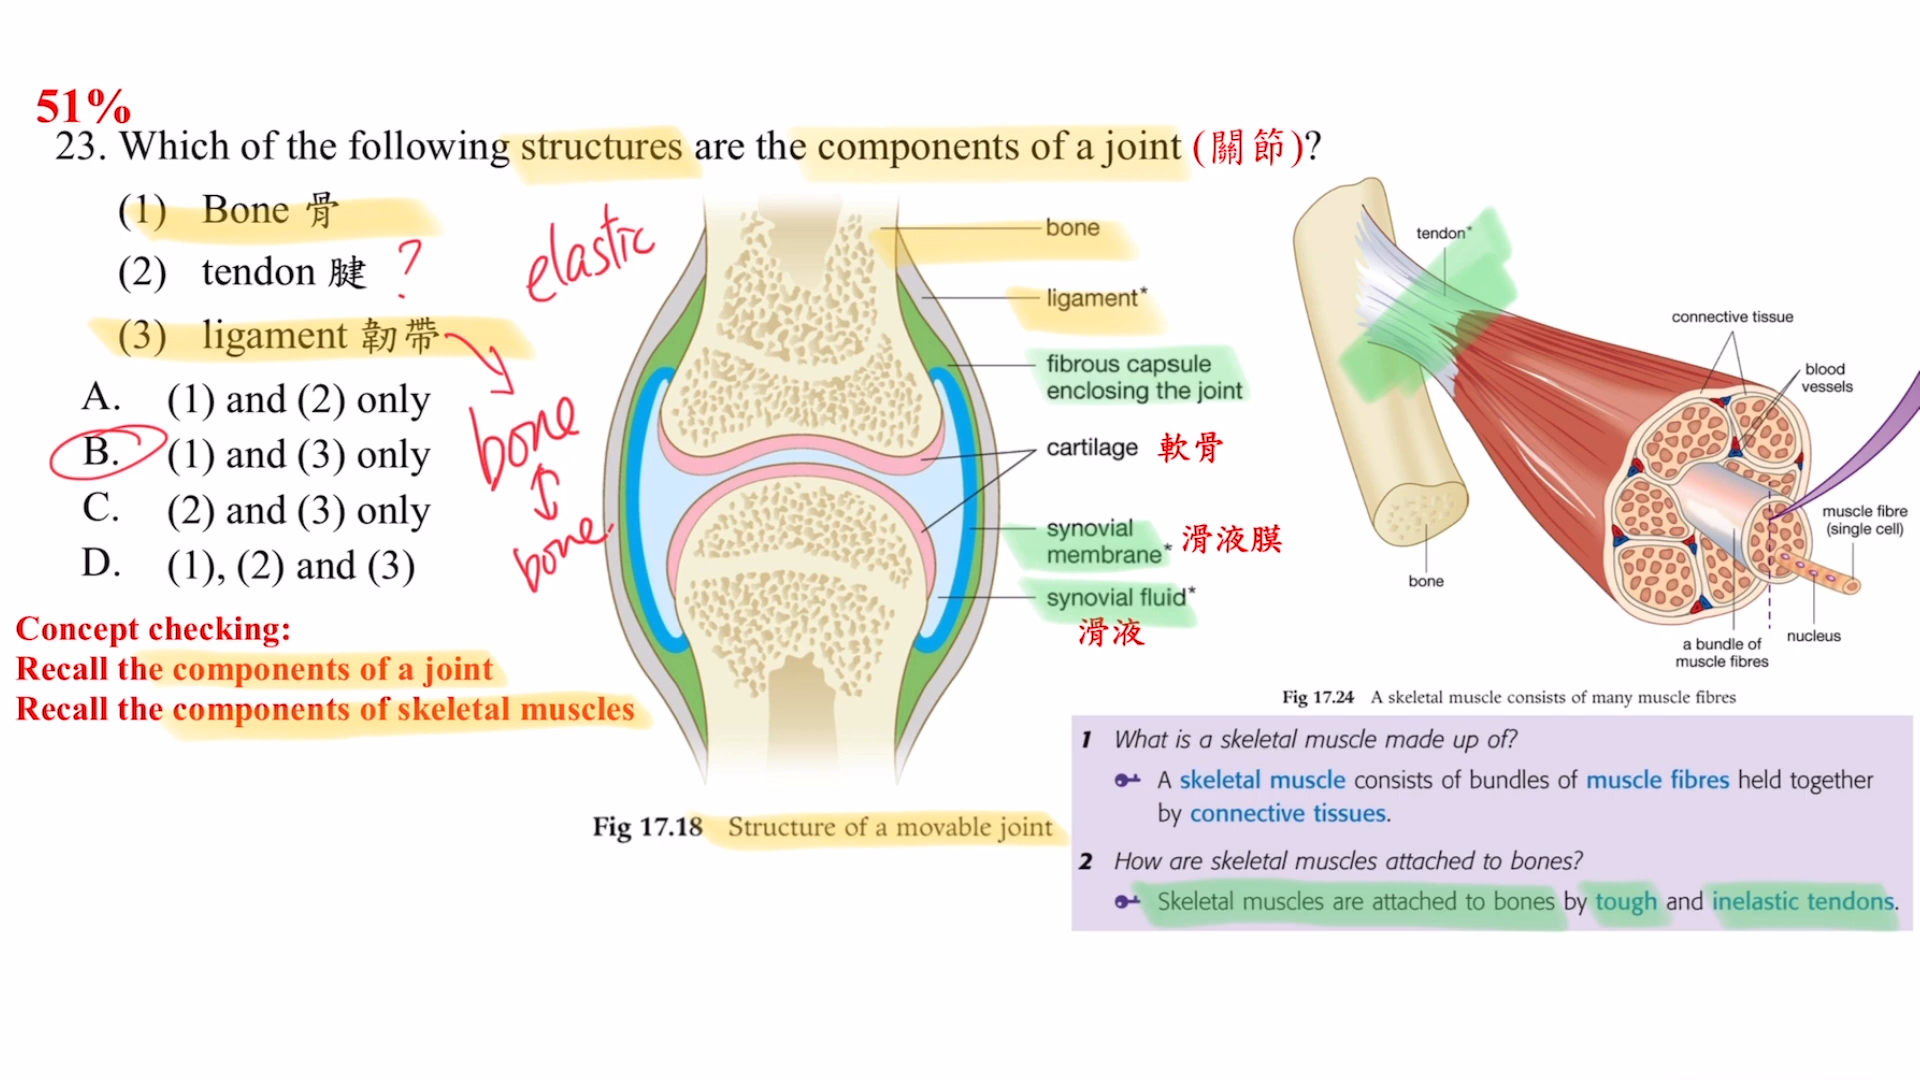 51%
23. Which of the following structures are the components of a joint (關節)?
(1) Bone 骨
(2) tendon 腱 ?
(3) ligament 韌帶
A. (1) and (2) only
B. (1) and (3) only
C. (2) and (3) only
D. (1), (2) and (3)
elastic
bone
bone
Concept checking:
Recall the components of a joint
Recall the components of skeletal muscles
bone
ligament*
fibrous capsule
enclosing the joint
cartilage 軟骨
synovial
membrane* 滑液膜
synovial fluid*
滑液
Fig 17.18 Structure of a movable joint
tendon*
connective tissue
blood
vessels
muscle fibre
(single cell)
bone
nucleus
a bundle of
muscle fibres
Fig 17.24 A skeletal muscle consists of many muscle fibres
1 What is a skeletal muscle made up of?
A skeletal muscle consists of bundles of muscle fibres held together
by connective tissues.
2 How are skeletal muscles attached to bones?
Skeletal muscles are attached to bones by tough and inelastic tendons.